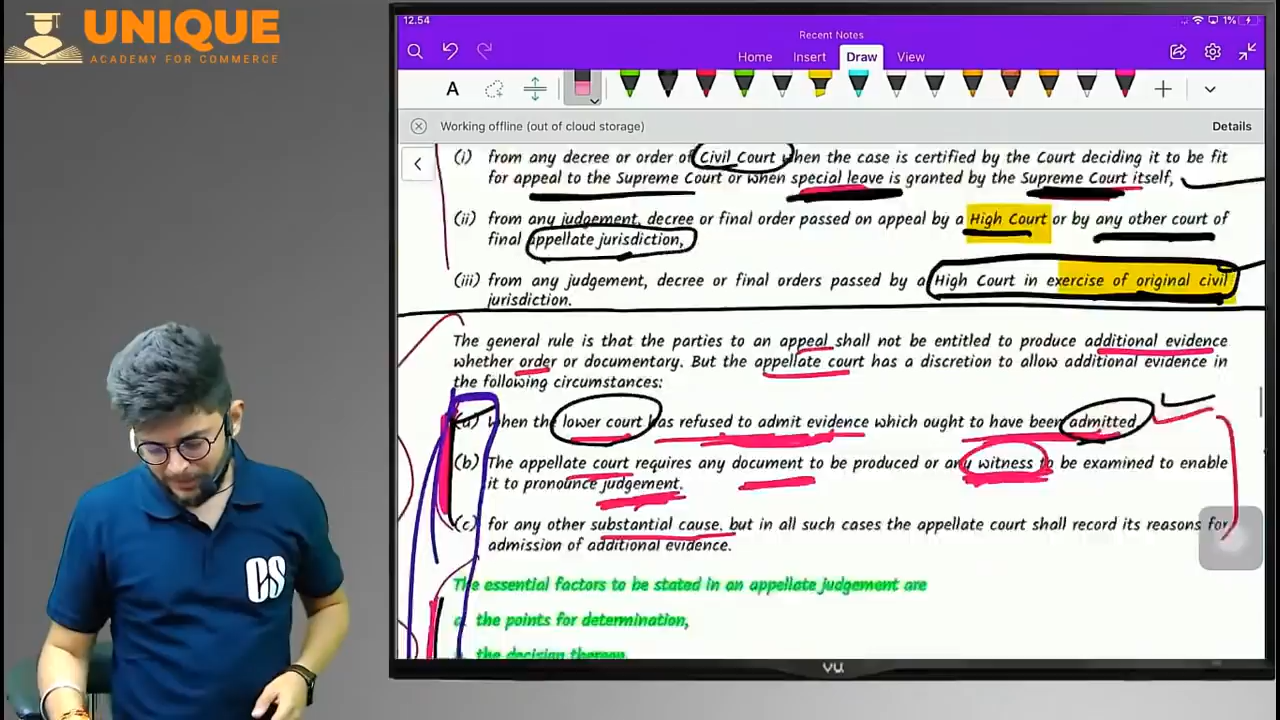 UNIQUE
ACADEMY FOR COMMERCE
12.54
1%
Recent Notes
Home Insert Draw View
A
Working offline (out of cloud storage) Details
(i) from any decree or order of Civil Court when the case is certified by the Court deciding it to be fit
for appeal to the Supreme Court or when special leave is granted by the Supreme Court itself,
(ii) from any judgement, decree or final order passed on appeal by a High Court or by any other court of
final appellate jurisdiction,
(iii) from any judgement, decree or final orders passed by a High Court in exercise of original civil
jurisdiction.
The general rule is that the parties to an appeal shall not be entitled to produce additional evidence
whether order or documentary. But the appellate court has a discretion to allow additional evidence in
the following circumstances:
(a) when the lower court has refused to admit evidence which ought to have been admitted
(b) The appellate court requires any document to be produced or any witness to be examined to enable
it to pronounce judgement.
(c) for any other substantial cause. but in all such cases the appellate court shall record its reasons for
admission of additional evidence.
The essential factors to be stated in an appellate judgement are
the points for determination,
the decision thereon,
CS
VU